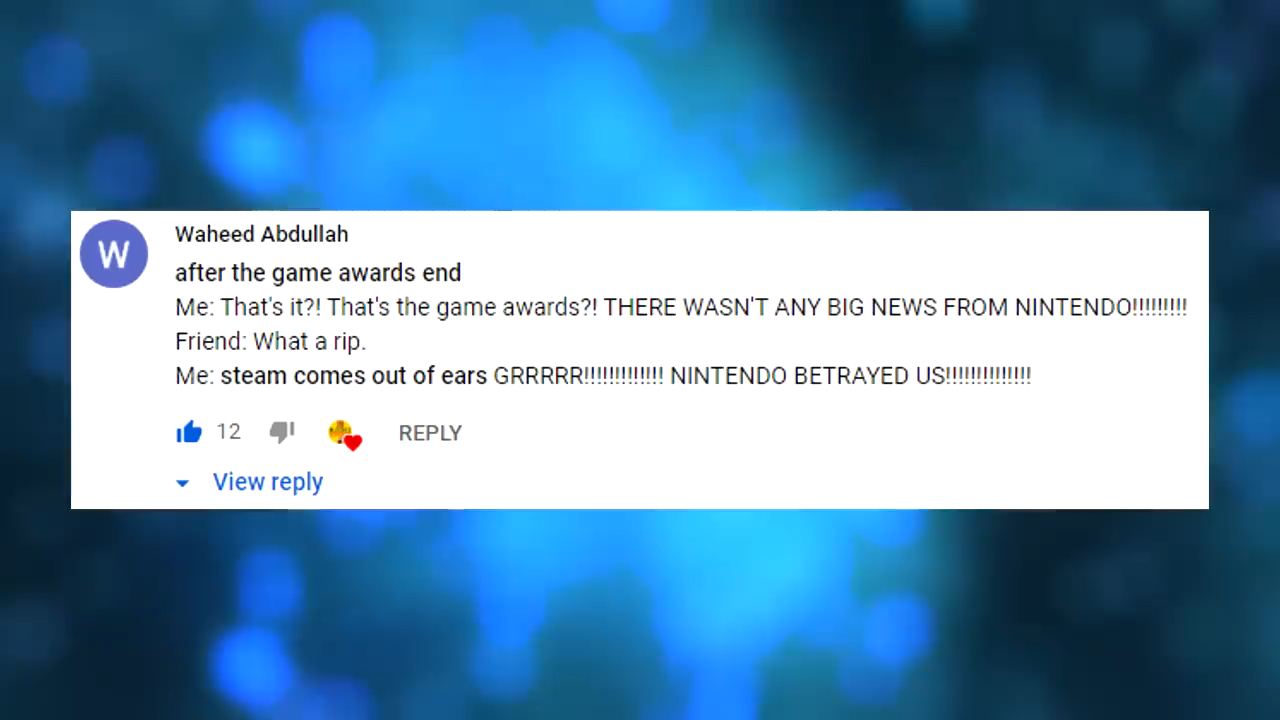 W
Waheed Abdullah
after the game awards end
Me: That's it?! That's the game awards?! THERE WASN'T ANY BIG NEWS FROM NINTENDO!!!!!!!!!
Friend: What a rip.
Me: steam comes out of ears GRRRRR!!!!!!!!!!!!! NINTENDO BETRAYED US!!!!!!!!!!!!!!
12
REPLY
View reply